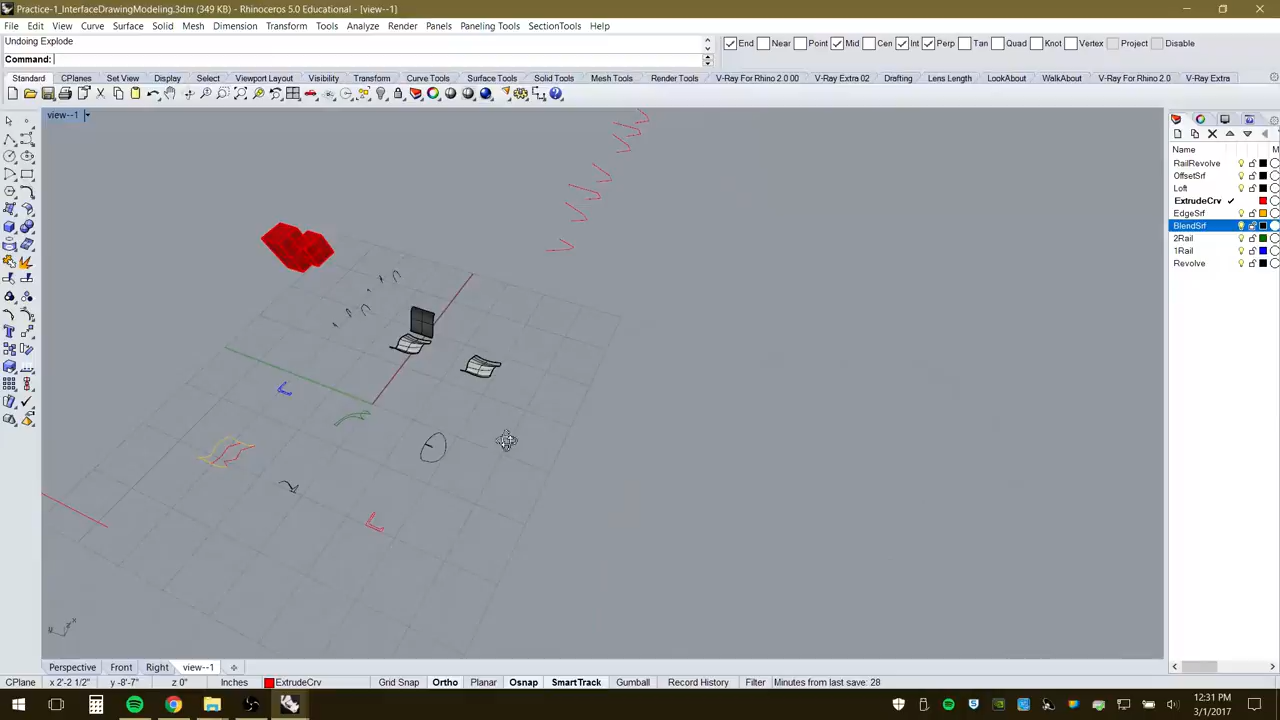 Practice-1_InterfaceDrawingModeling.3dm (349 KB) - Rhinoceros 5.0 Educational - [view--1]
File Edit View Curve Surface Solid Mesh Dimension Transform Tools Analyze Render Panels Paneling Tools SectionTools Help
Undoing Explode
Command:
End Near Point Mid Cen Int Perp Tan Quad Knot Vertex Project Disable
Standard CPlanes Set View Display Select Viewport Layout Visibility Transform Curve Tools Surface Tools Solid Tools Mesh Tools Render Tools V-Ray For Rhino 2.0 00 V-Ray Extra 02 Drafting Lens Length LookAbout WalkAbout V-Ray For Rhino 2.0 V-Ray Extra
view--1
Name M
RailRevolve
OffsetSrf
Loft
ExtrudeCrv
EdgeSrf
BlendSrf
2Rail
1Rail
Revolve
Perspective Front Right view--1
CPlane x 2'-2 1/2" y -8'-7" z 0" Inches ExtrudeCrv Grid Snap Ortho Planar Osnap SmartTrack Gumball Record History Filter Minutes from last save: 28
12:31 PM
3/1/2017